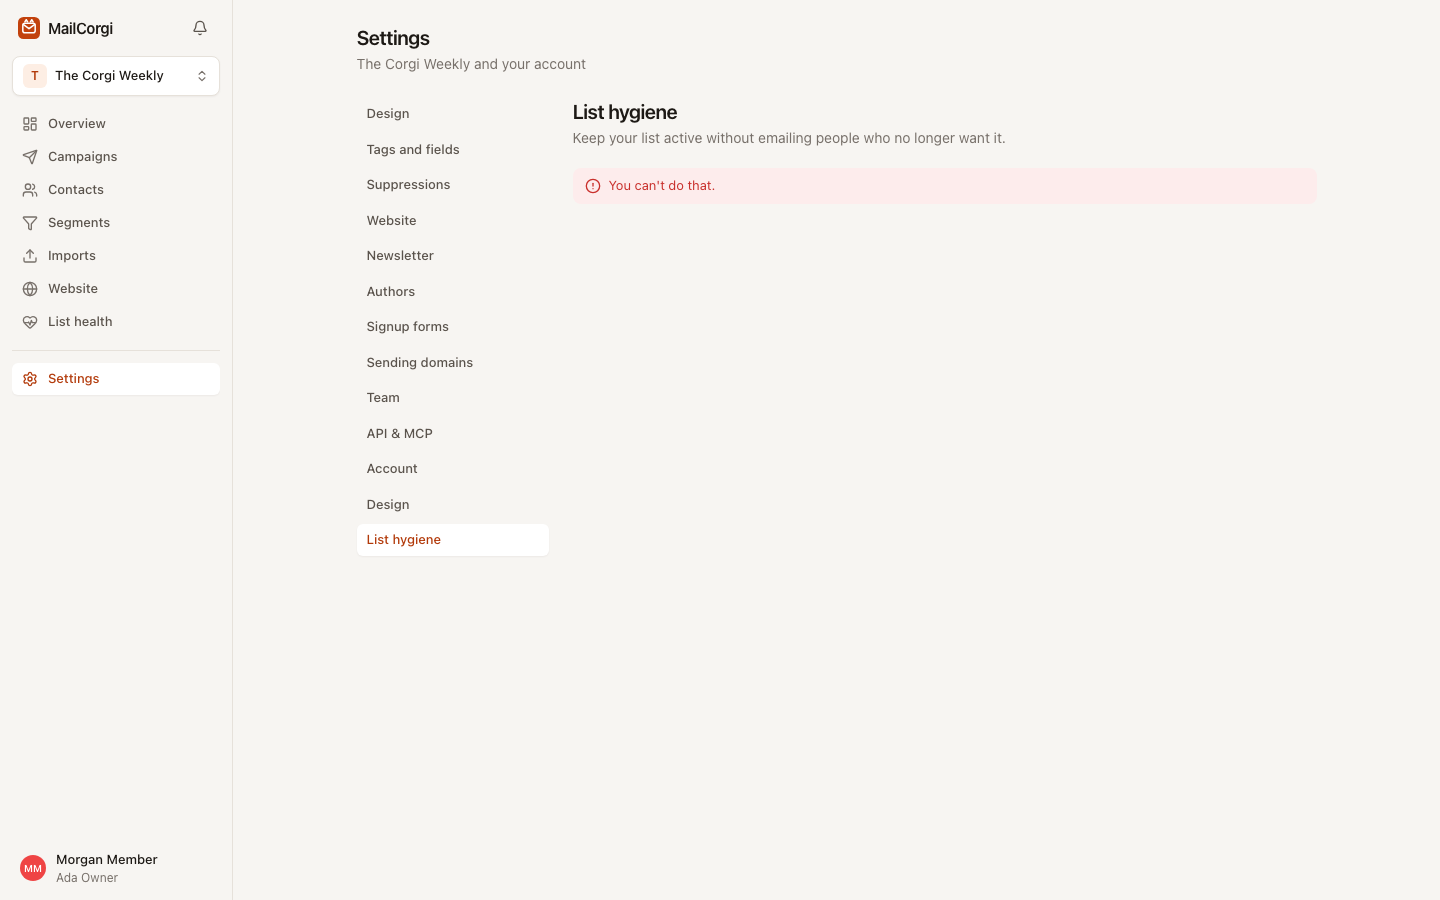 MailCorgi
T
The Corgi Weekly
Overview
Campaigns
Contacts
Segments
Imports
Website
List health
Settings
MM
Morgan Member
Ada Owner
Settings
The Corgi Weekly and your account
Design
Tags and fields
Suppressions
Website
Newsletter
Authors
Signup forms
Sending domains
Team
API & MCP
Account
Design
List hygiene
List hygiene
Keep your list active without emailing people who no longer want it.
You can't do that.